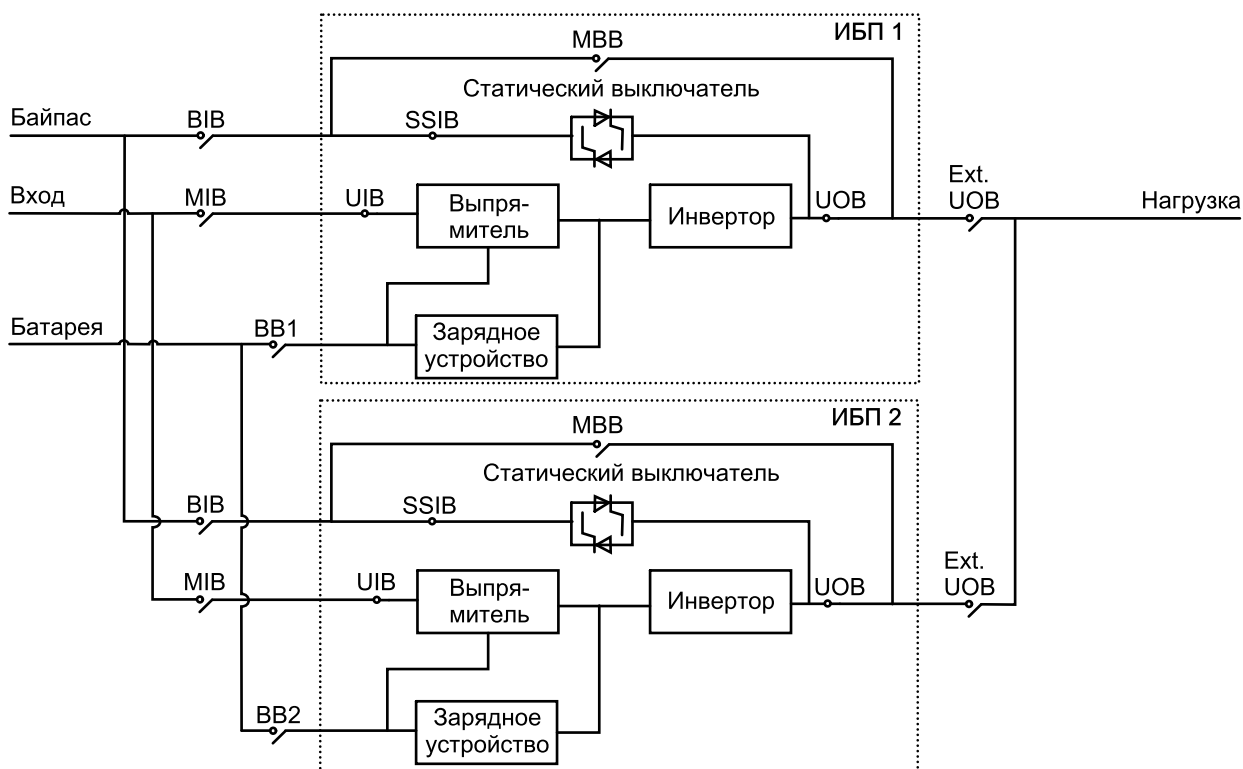 ИБП 1
MBB
Статический выключатель
Байпас
BIB
SSIB
Вход
MIB
UIB
Выпря-
митель
Инвертор
UOB
Ext.
UOB
Нагрузка
Батарея
BB1
Зарядное
устройство
ИБП 2
MBB
Статический выключатель
BIB
SSIB
MIB
UIB
Выпря-
митель
Инвертор
UOB
Ext.
UOB
BB2
Зарядное
устройство